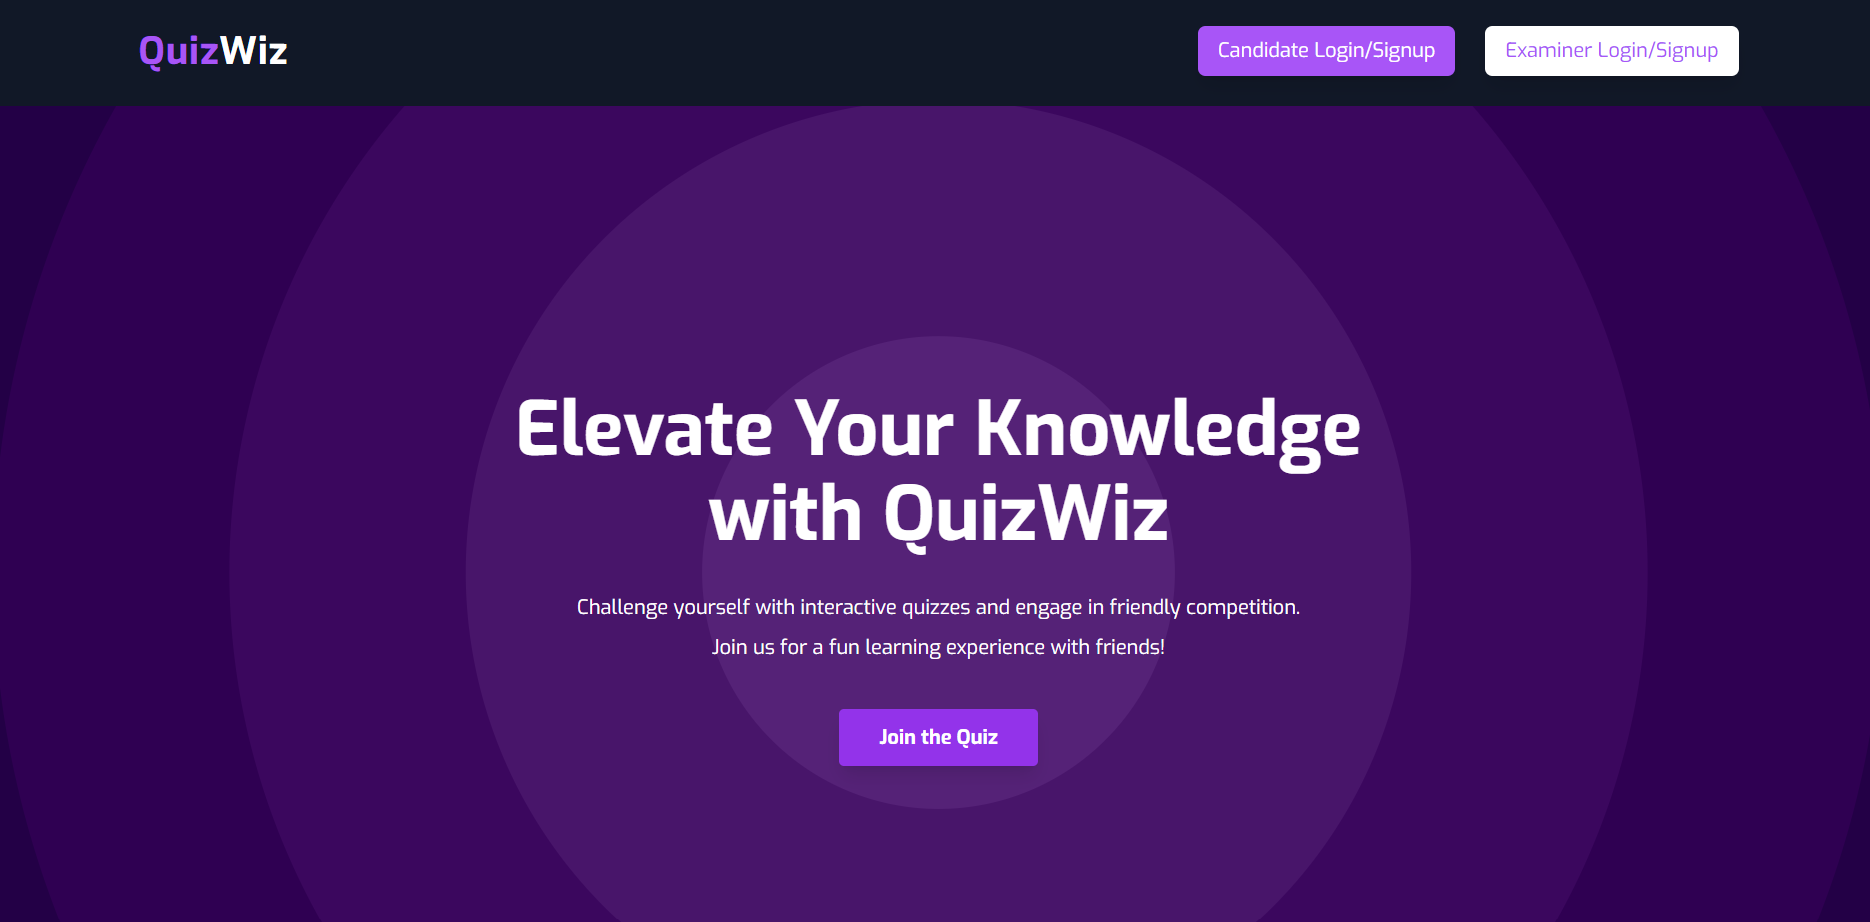 QuizWiz
Candidate Login/Signup
Examiner Login/Signup
Elevate Your Knowledge
with QuizWiz
Challenge yourself with interactive quizzes and engage in friendly competition.
Join us for a fun learning experience with friends!
Join the Quiz